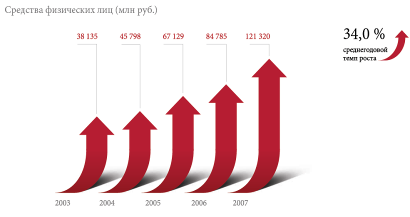 Средства физических лиц (млн руб.)
38 135 45 798 67 129 84 785 121 320
34,0 %
среднегодовой
темп роста
2003 2004 2005 2006 2007